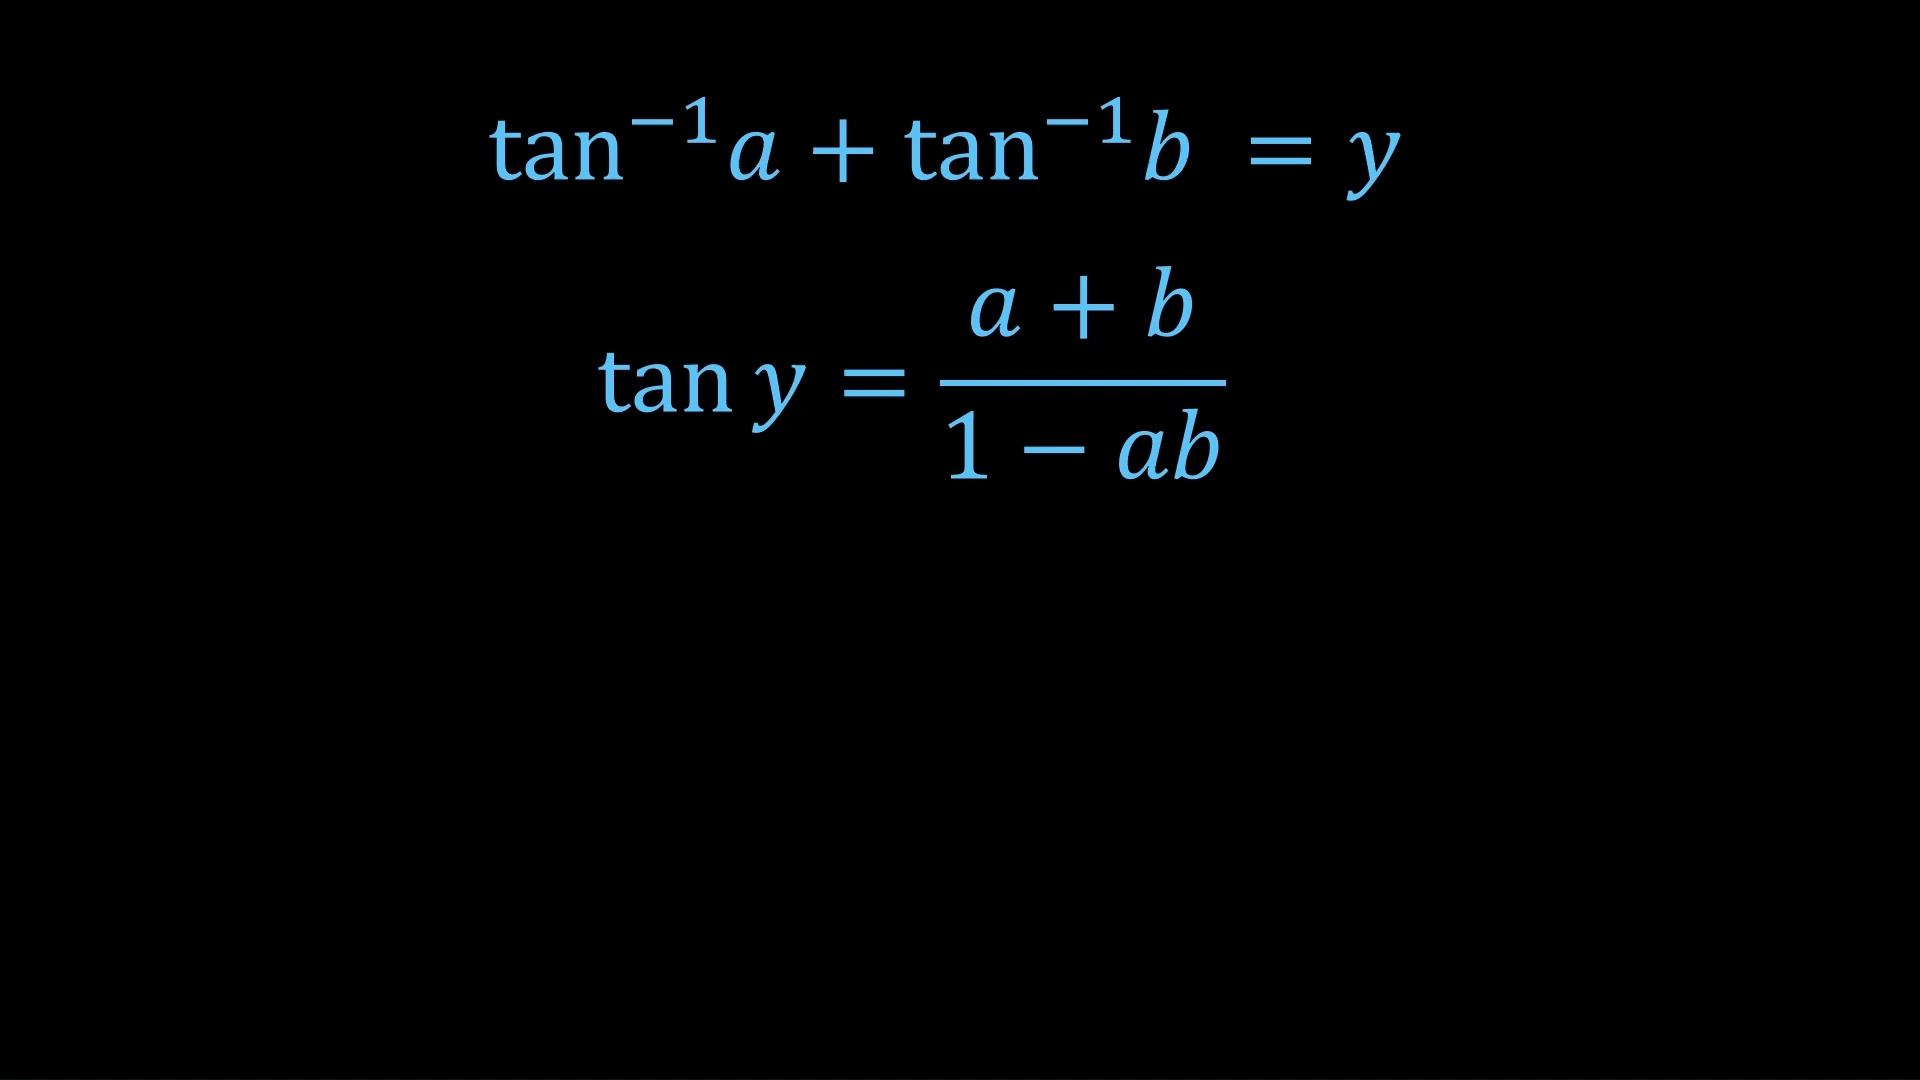 tan⁻¹a + tan⁻¹b = y
tan y = (a + b)/(1 − ab)